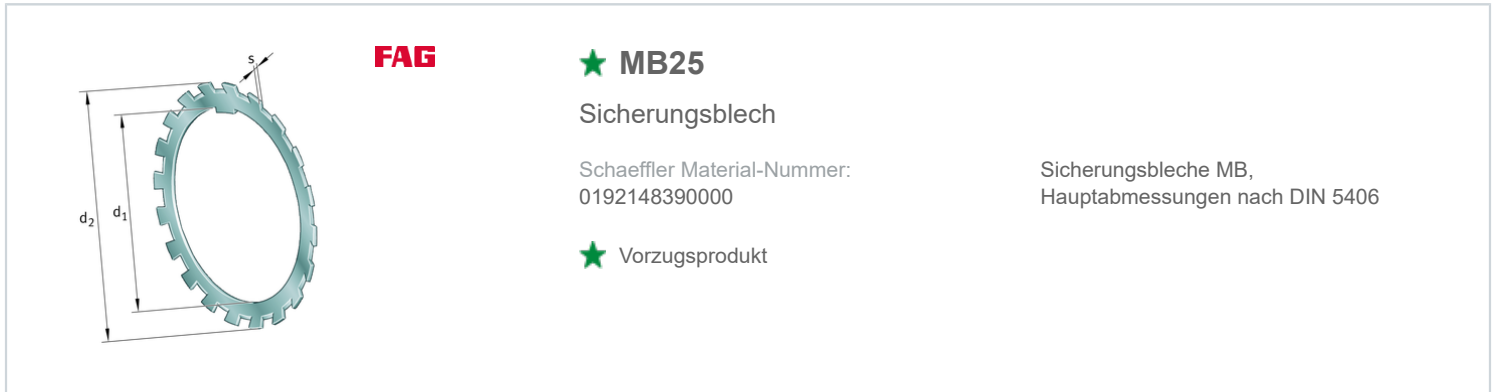 FAG
MB25
Sicherungsblech
Schaeffler Material-Nummer:
0192148390000
Sicherungsbleche MB,
Hauptabmessungen nach DIN 5406
Vorzugsprodukt
s
d₂
d₁